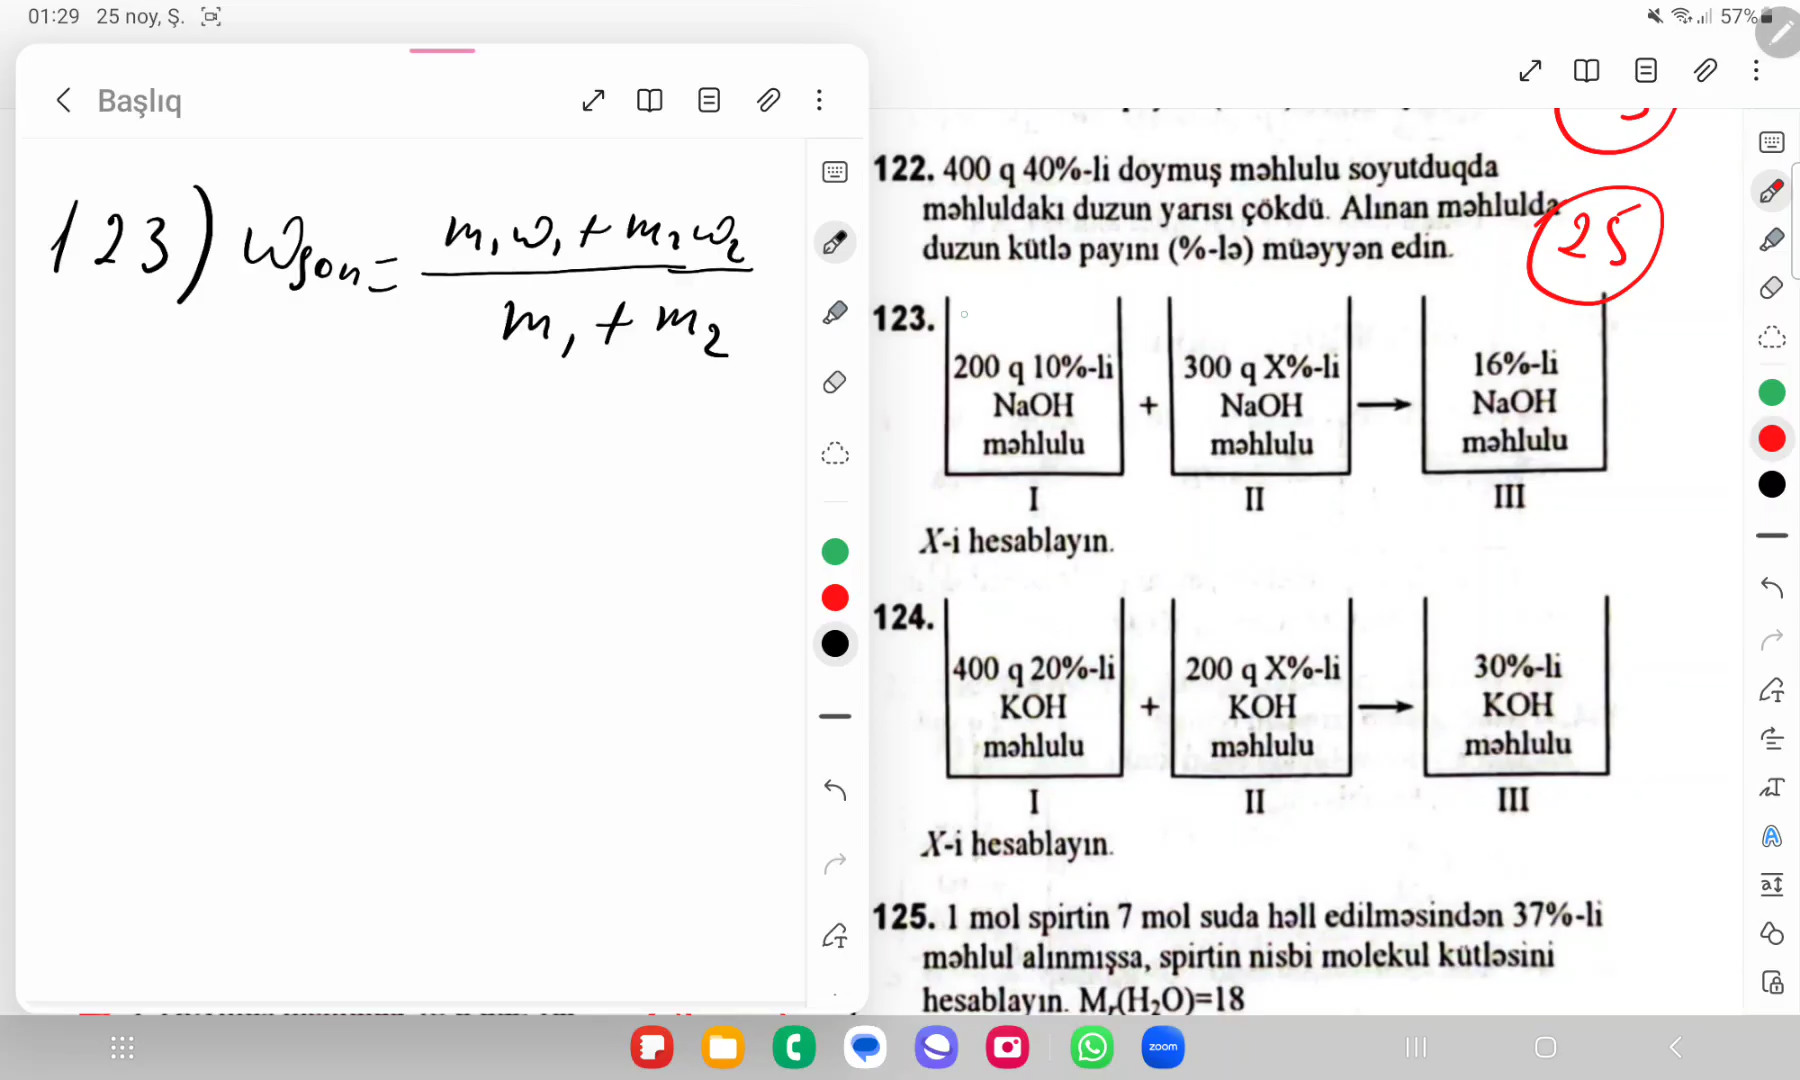 01:29 25 noy, Ş.
57%
Başlıq
123) ωson = m₁ω₁ + m₂ω₂
m₁ + m₂
122. 400 q 40%-li doymuş məhlulu soyutduqda
məhluldakı duzun yarısı çökdü. Alınan məhlulda
duzun kütlə payını (%-lə) müəyyən edin.
25
123.
200 q 10%-li NaOH məhlulu
+
300 q X%-li NaOH məhlulu
→
16%-li NaOH məhlulu
I II III
X-i hesablayın.
124.
400 q 20%-li KOH məhlulu
+
200 q X%-li KOH məhlulu
→
30%-li KOH məhlulu
I II III
X-i hesablayın.
125. 1 mol spirtin 7 mol suda həll edilməsindən 37%-li
məhlul alınmışsa, spirtin nisbi molekul kütləsini
hesablayın. Mr(H₂O)=18
zoom